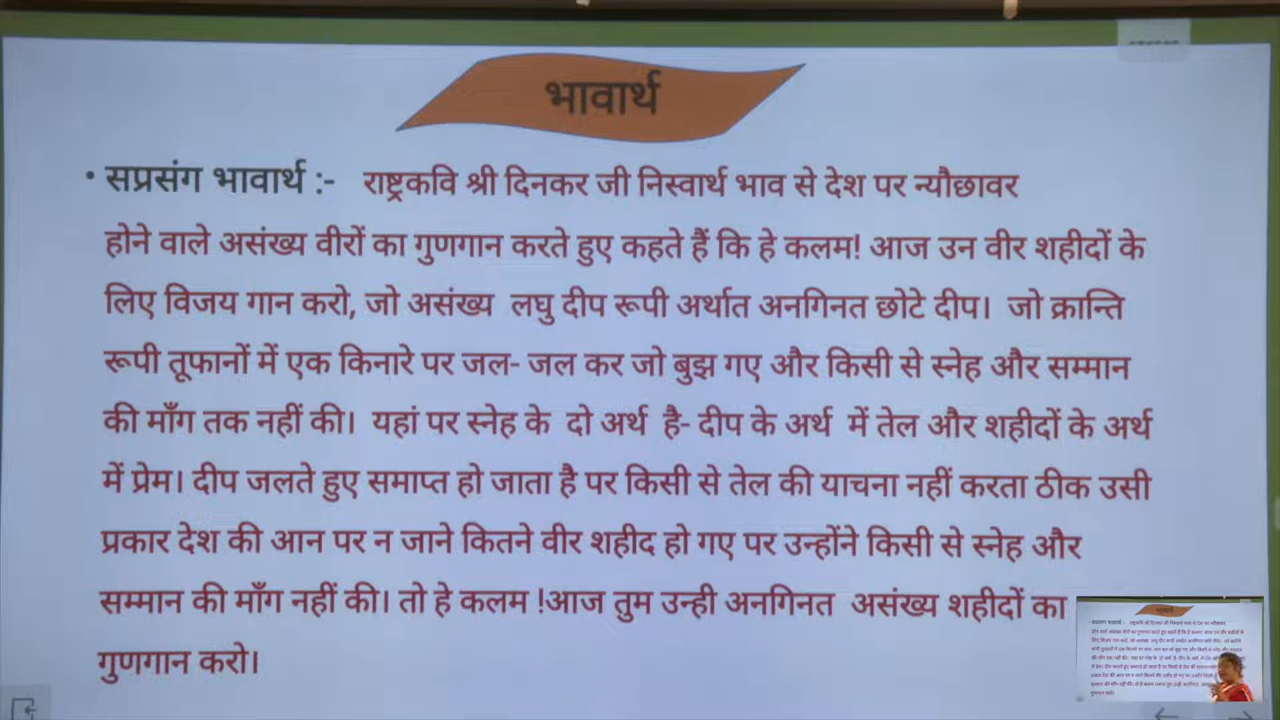 भावार्थ
• सप्रसंग भावार्थ :- राष्ट्रकवि श्री दिनकर जी निस्वार्थ भाव से देश पर न्यौछावर
होने वाले असंख्य वीरों का गुणगान करते हुए कहते हैं कि हे कलम! आज उन वीर शहीदों के
लिए विजय गान करो, जो असंख्य लघु दीप रूपी अर्थात अनगिनत छोटे दीप। जो क्रान्ति
रूपी तूफानों में एक किनारे पर जल- जल कर जो बुझ गए और किसी से स्नेह और सम्मान
की माँग तक नहीं की। यहां पर स्नेह के दो अर्थ है- दीप के अर्थ में तेल और शहीदों के अर्थ
में प्रेम। दीप जलते हुए समाप्त हो जाता है पर किसी से तेल की याचना नहीं करता ठीक उसी
प्रकार देश की आन पर न जाने कितने वीर शहीद हो गए पर उन्होंने किसी से स्नेह और
सम्मान की माँग नहीं की। तो हे कलम !आज तुम उन्ही अनगिनत असंख्य शहीदों का
गुणगान करो।